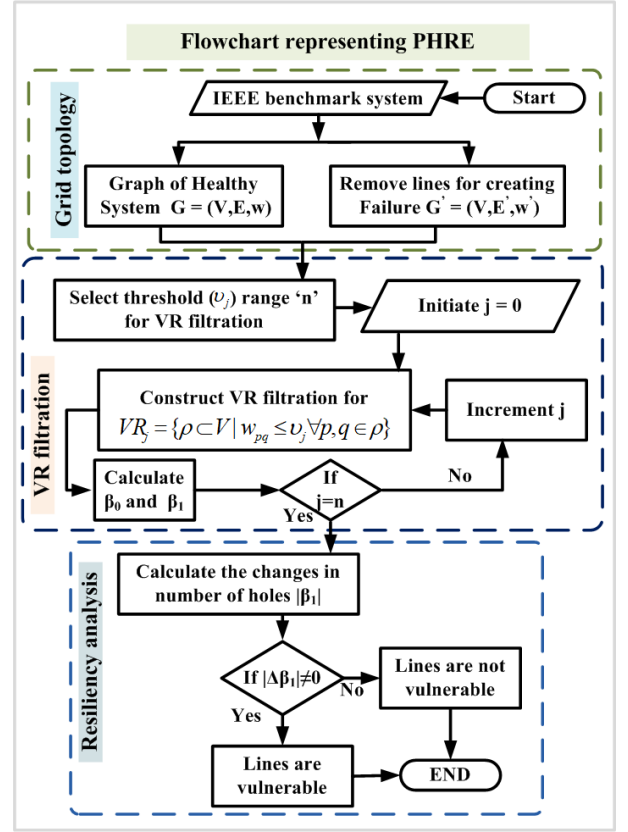 Flowchart representing PHRE
Grid topology
IEEE benchmark system
Start
Graph of Healthy
System G = (V,E,w)
Remove lines for creating
Failure G' = (V,E',w')
VR filtration
Select threshold (υj) range 'n'
for VR filtration
Initiate j = 0
Construct VR filtration for
VRj = {ρ ⊂ V | wpq ≤ υj ∀p,q ∈ ρ}
Increment j
Calculate
β0 and β1
If
j=n
No
Yes
Resiliency analysis
Calculate the changes in
number of holes |β1|
If |Δβ1|≠0
No
Lines are not
vulnerable
Yes
Lines are
vulnerable
END